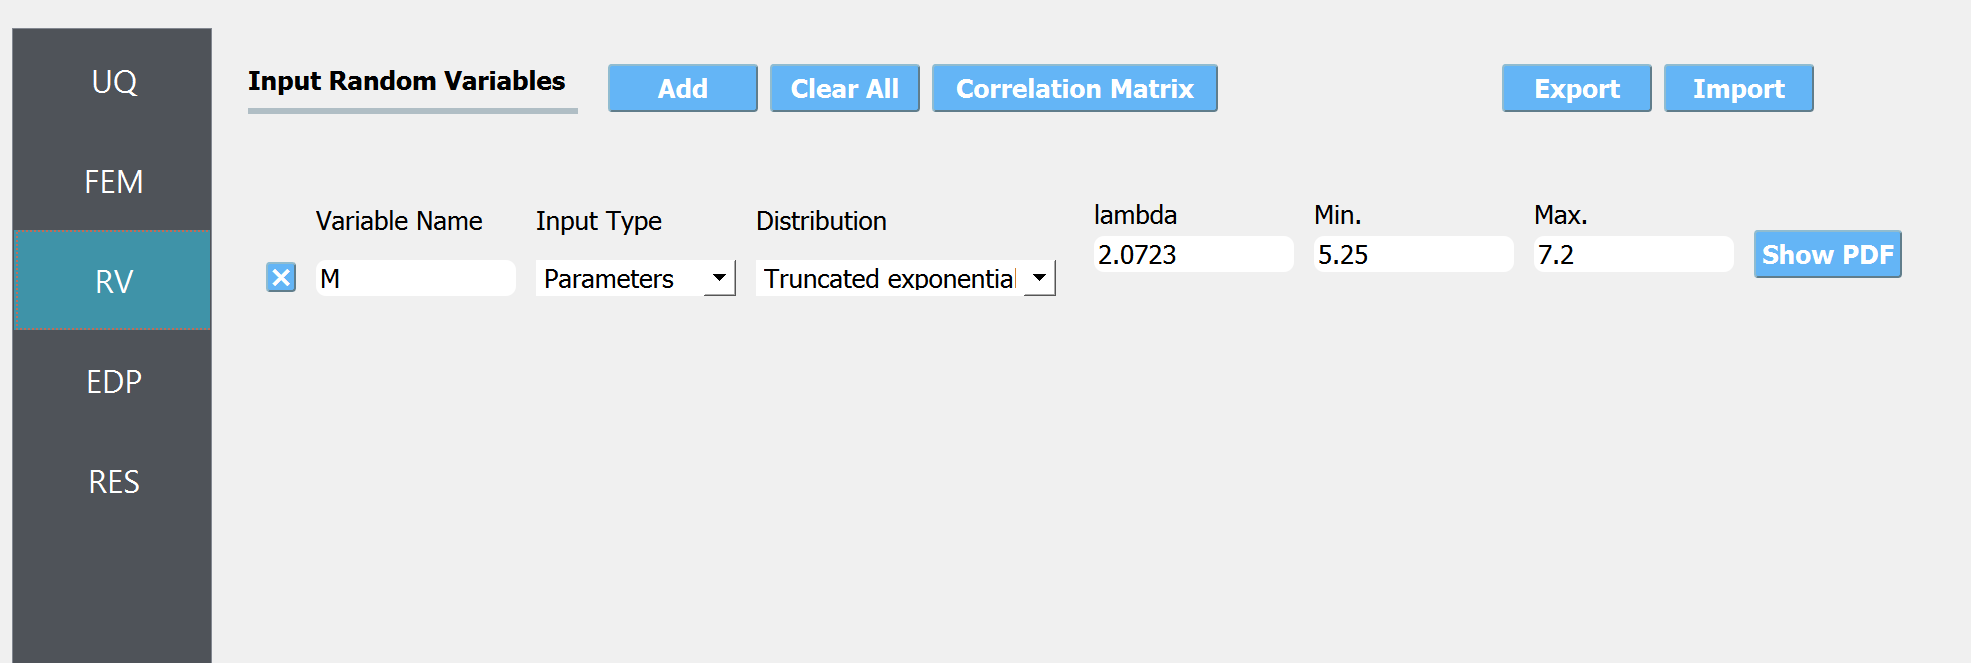 UQ
FEM
RV
EDP
RES
Input Random Variables Add Clear All Correlation Matrix Export Import
Variable Name Input Type Distribution lambda Min. Max.
M Parameters Truncated exponential 2.0723 5.25 7.2 Show PDF